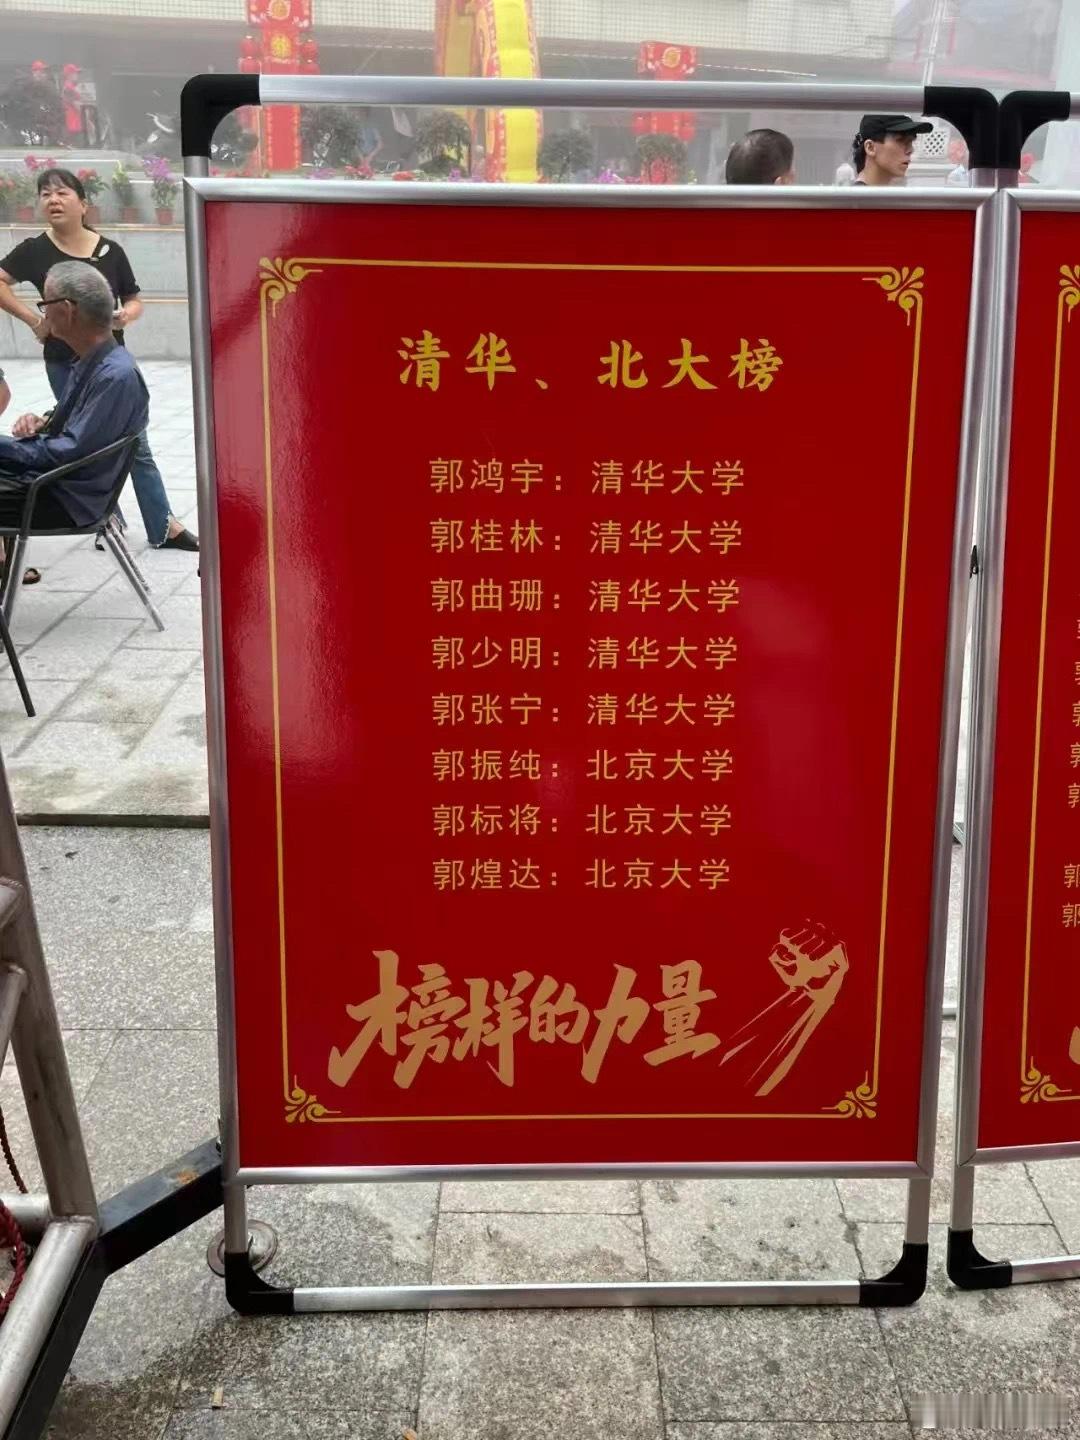 清华、北大榜
郭鸿宇：清华大学
郭桂林：清华大学
郭曲珊：清华大学
郭少明：清华大学
郭张宁：清华大学
郭振纯：北京大学
郭标将：北京大学
郭煌达：北京大学
榜样的力量